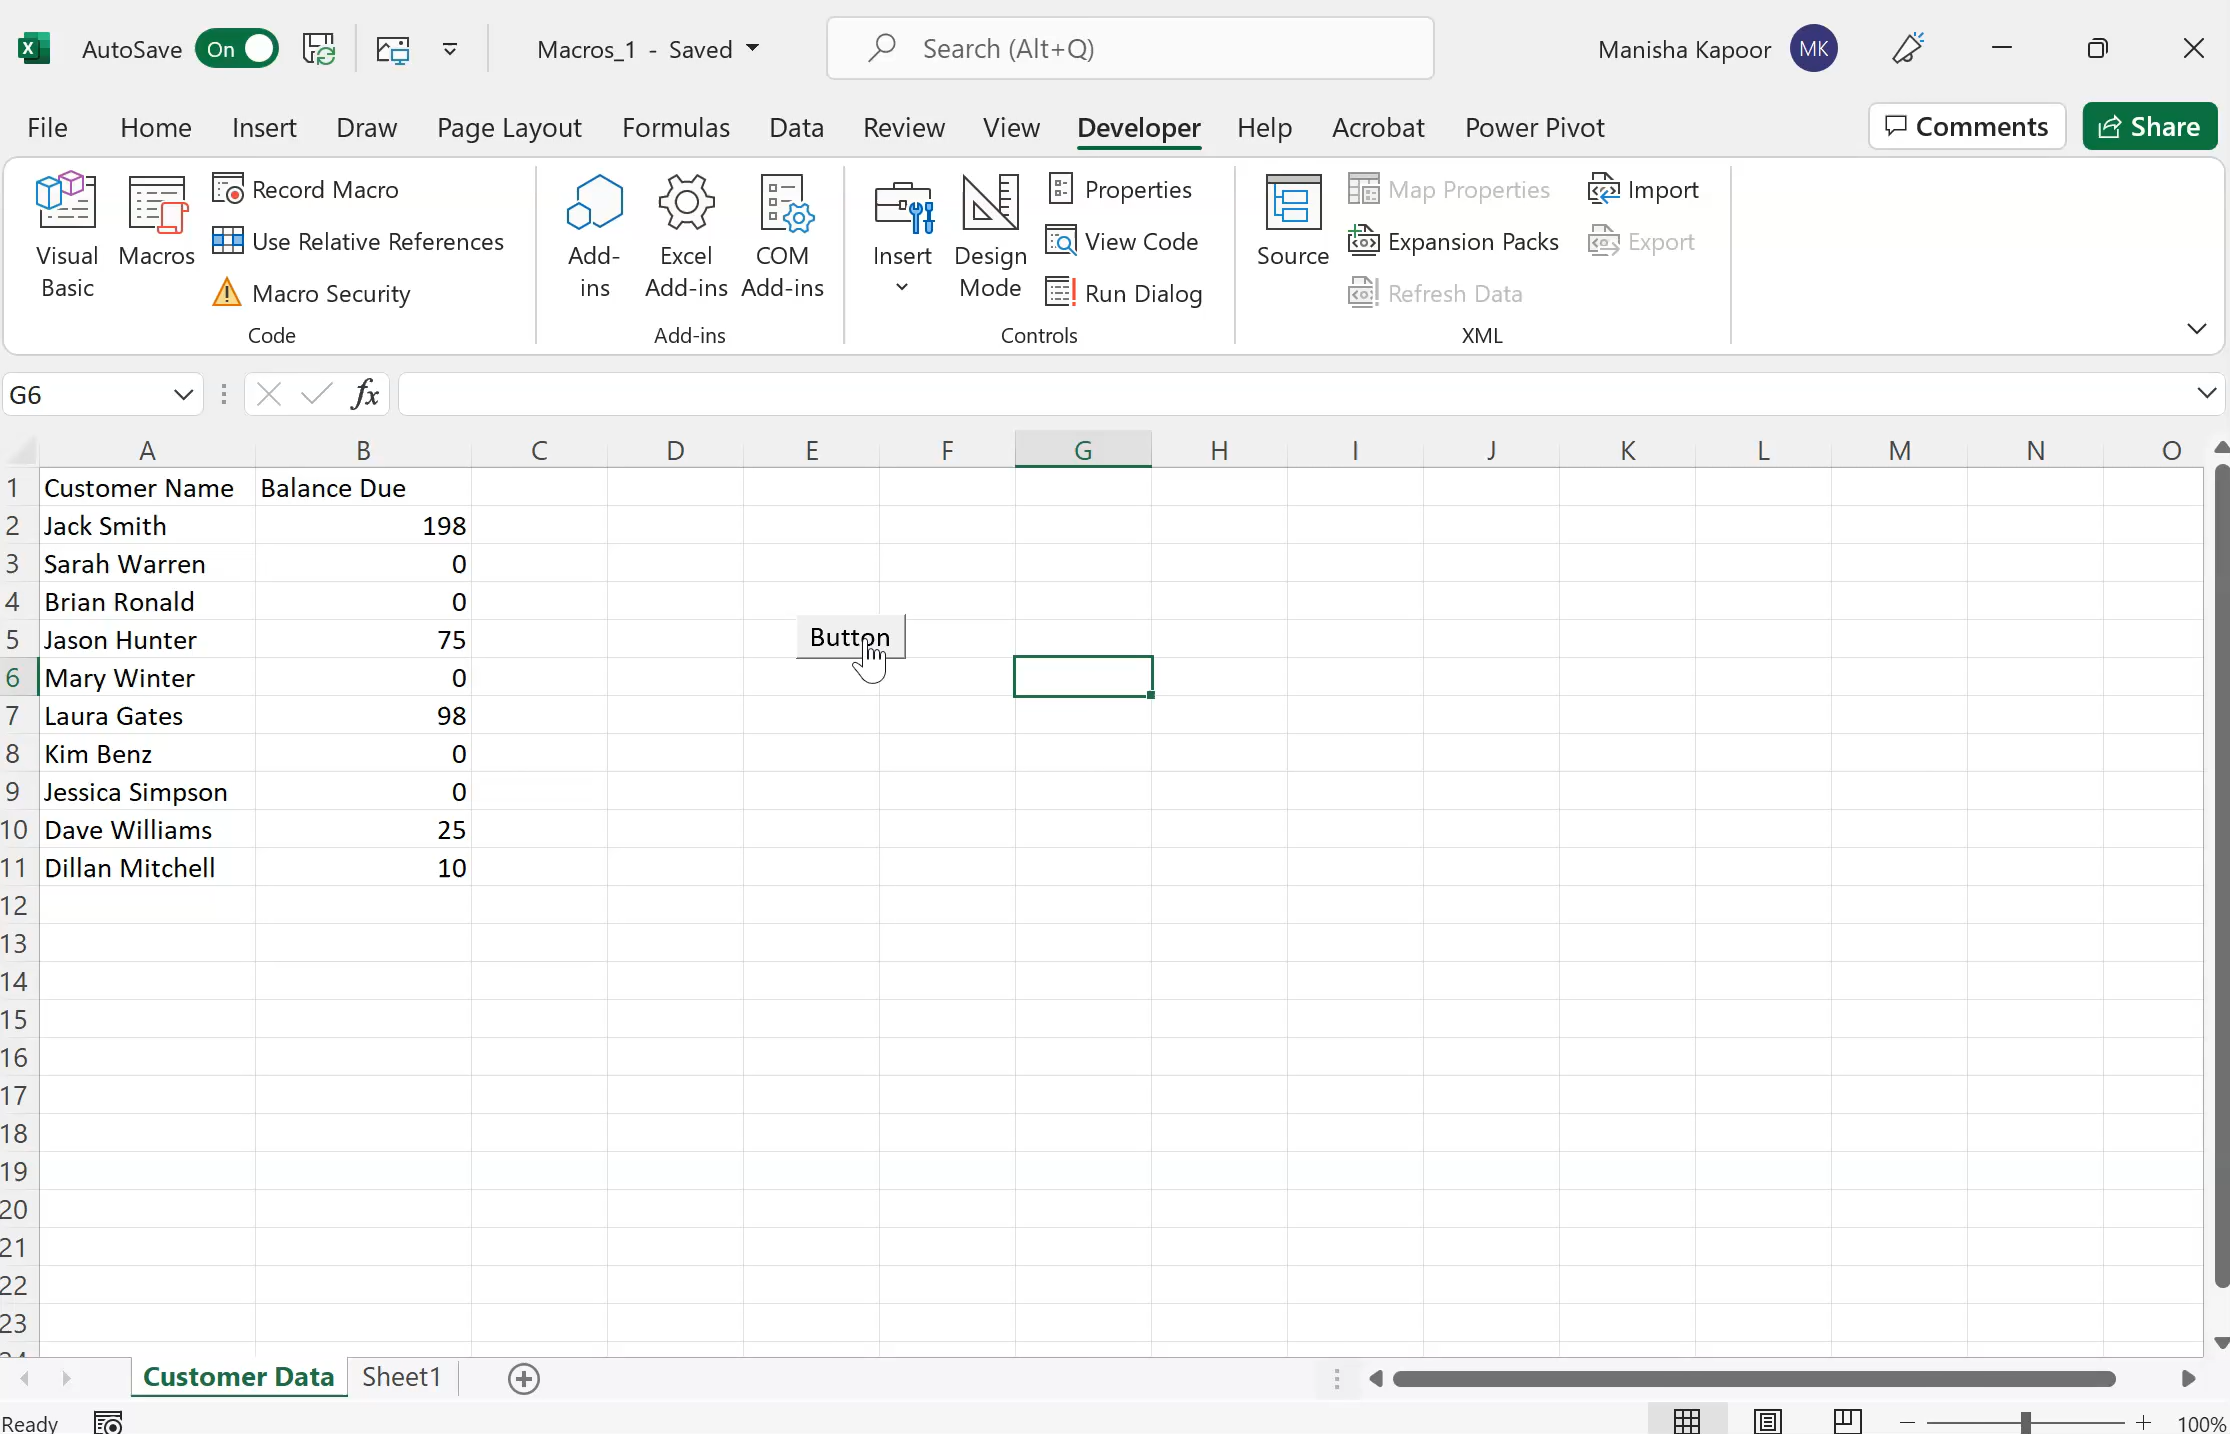 AutoSave On Macros_1 - Saved Search (Alt+Q) Manisha Kapoor MK
File Home Insert Draw Page Layout Formulas Data Review View Developer Help Acrobat Power Pivot Comments Share
Visual Basic
Macros
Record Macro
Use Relative References
Macro Security
Code
Add-ins
Excel Add-ins
COM Add-ins
Add-ins
Insert
Design Mode
Properties
View Code
Run Dialog
Controls
Source
Map Properties
Expansion Packs
Refresh Data
Import
Export
XML
G6 fx
A B C D E F G H I J K L M N O
1 Customer Name Balance Due
2 Jack Smith 198
3 Sarah Warren 0
4 Brian Ronald 0
5 Jason Hunter 75 Button
6 Mary Winter 0
7 Laura Gates 98
8 Kim Benz 0
9 Jessica Simpson 0
10 Dave Williams 25
11 Dillan Mitchell 10
12
13
14
15
16
17
18
19
20
21
22
23
Customer Data Sheet1
Ready 100%